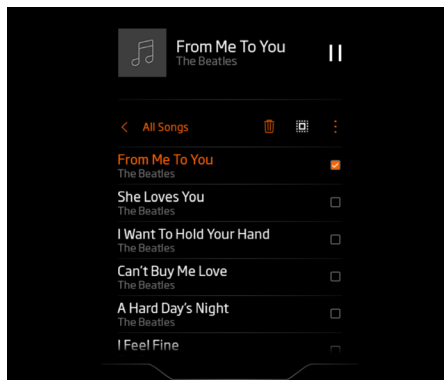 From Me To You
The Beatles
All Songs
From Me To You
The Beatles
She Loves You
The Beatles
I Want To Hold Your Hand
The Beatles
Can't Buy Me Love
The Beatles
A Hard Day's Night
The Beatles
I Feel Fine